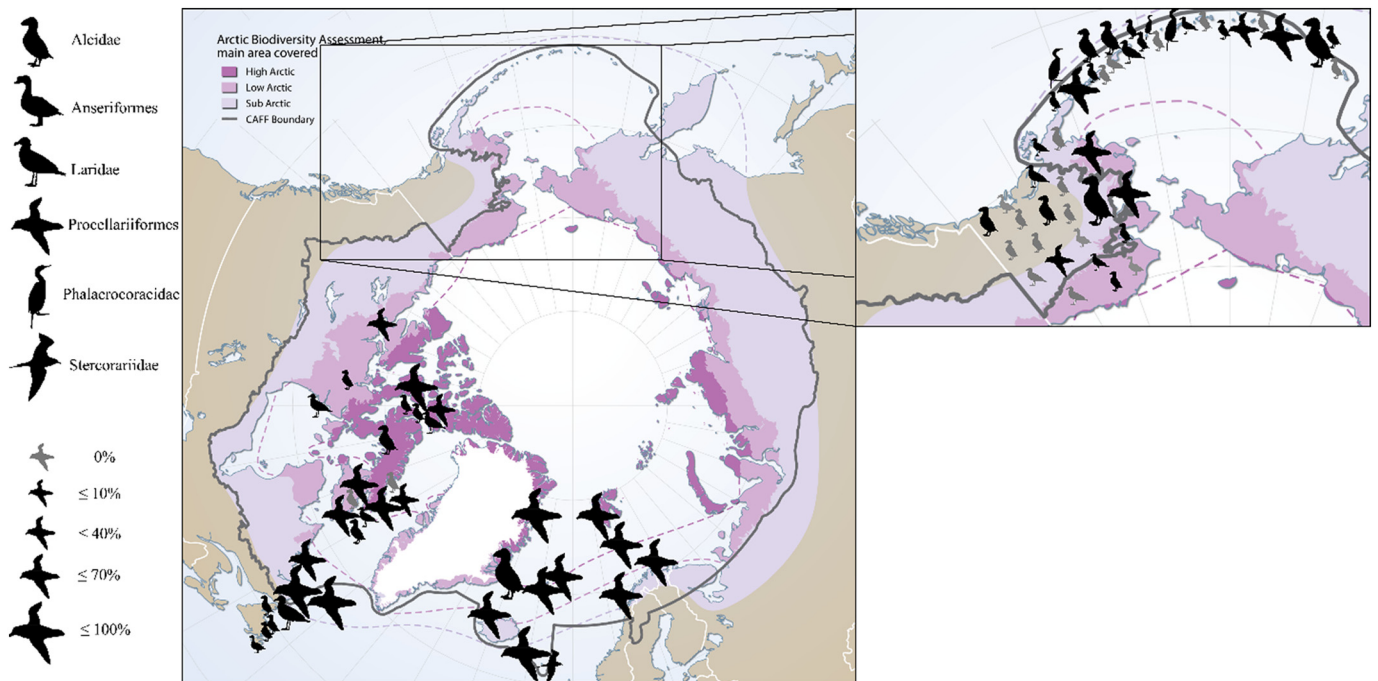 Alcidae
Anseriformes
Laridae
Procellariiformes
Phalacrocoracidae
Stercorariidae
0%
≤ 10%
< 40%
≤ 70%
≤ 100%
Arctic Biodiversity Assessment,
main area covered
High Arctic
Low Arctic
Sub Arctic
CAFF Boundary